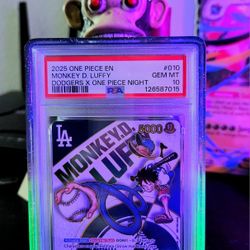 2025 ONE PIECE EN #010
MONKEY D. LUFFY GEM MT
DODGERS X ONE PIECE NIGHT 10
PSA 126587015
LA
5000
MONKEY.D.
LUFFY